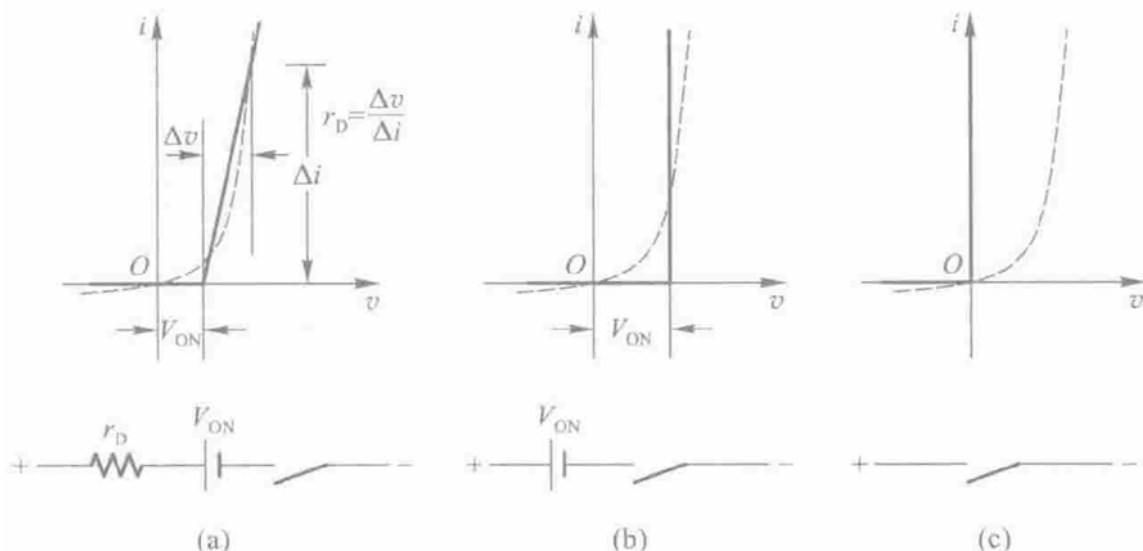 i
i
i
Δv
r_D=Δv/Δi
Δi
O
v
O
v
O
v
V_ON
V_ON
r_D
V_ON
V_ON
+
-
+
-
+
-
(a)
(b)
(c)